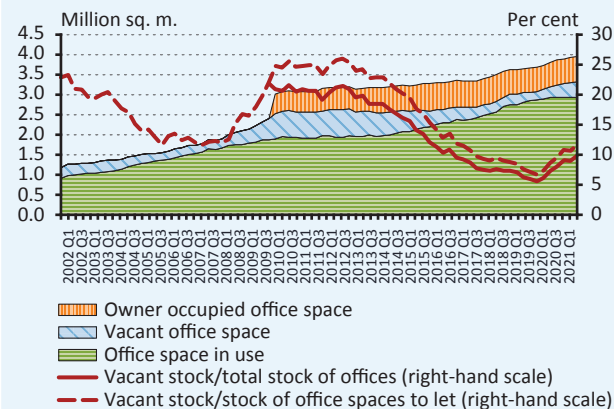 Million sq. m. Per cent
4.5 30
4.0 25
3.5
3.0 20
2.5 15
2.0
1.5 10
1.0 5
0.5
0.0 0
2002 Q1
2002 Q3
2003 Q1
2003 Q3
2004 Q1
2004 Q3
2005 Q1
2005 Q3
2006 Q1
2006 Q3
2007 Q1
2007 Q3
2008 Q1
2008 Q3
2009 Q1
2009 Q3
2010 Q1
2010 Q3
2011 Q1
2011 Q3
2012 Q1
2012 Q3
2013 Q1
2013 Q3
2014 Q1
2014 Q3
2015 Q1
2015 Q3
2016 Q1
2016 Q3
2017 Q1
2017 Q3
2018 Q1
2018 Q3
2019 Q1
2019 Q3
2020 Q1
2020 Q3
2021 Q1
Owner occupied office space
Vacant office space
Office space in use
Vacant stock/total stock of offices (right-hand scale)
Vacant stock/stock of office spaces to let (right-hand scale)